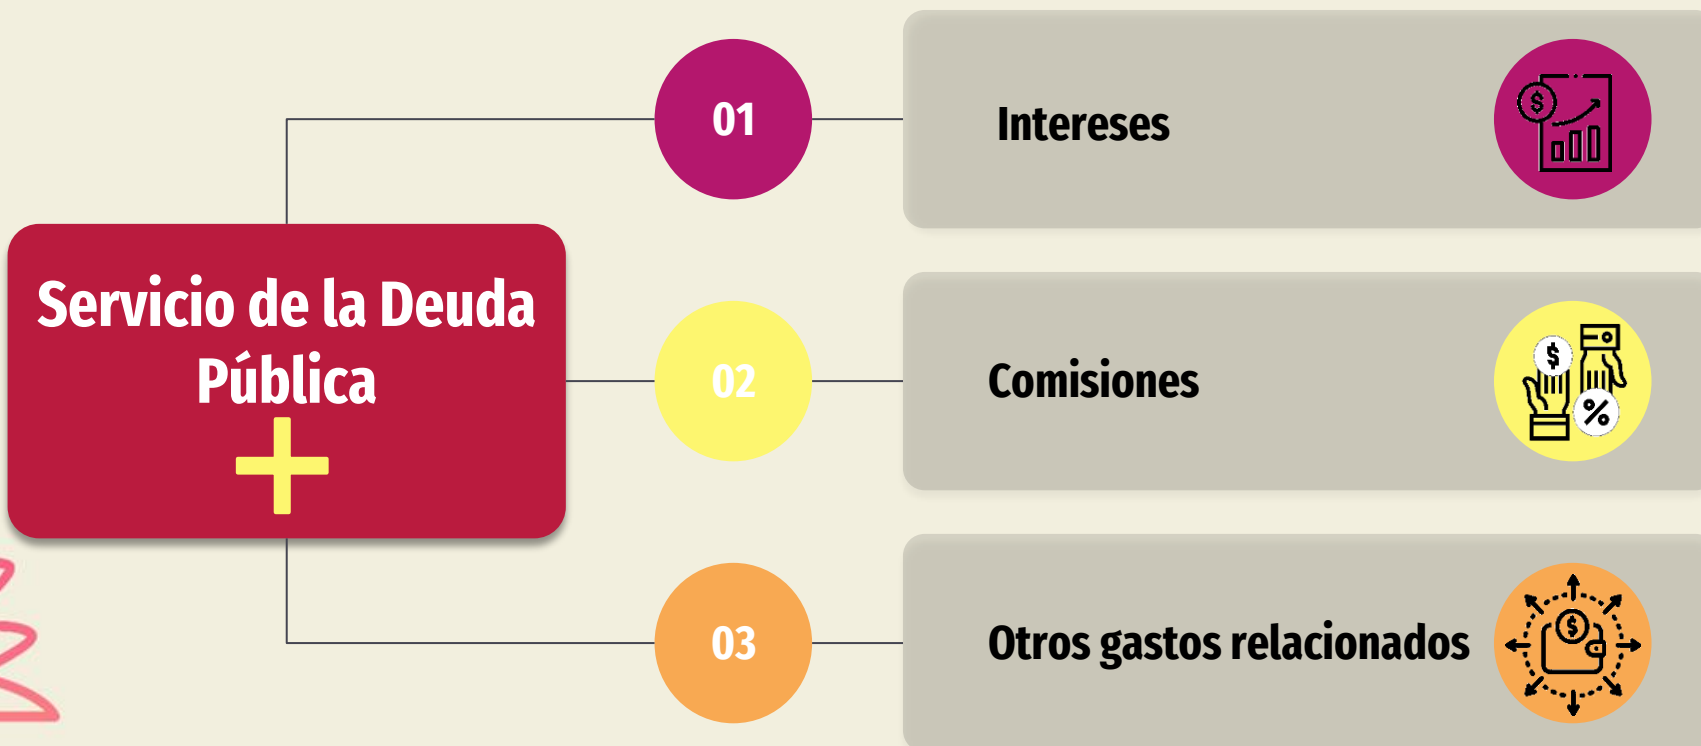 01
Intereses
$
Servicio de la Deuda
Pública
02
Comisiones
$
%
03
Otros gastos relacionados
$